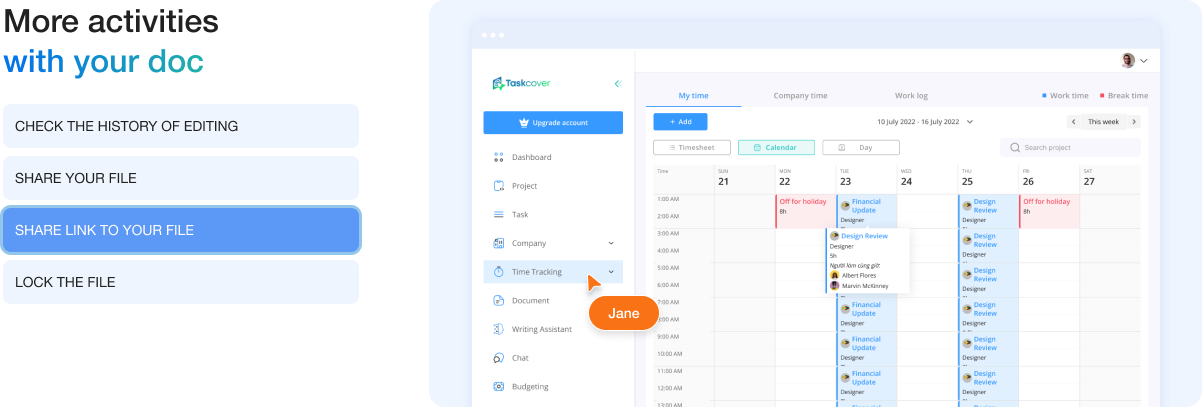 More activities
with your doc
CHECK THE HISTORY OF EDITING
SHARE YOUR FILE
SHARE LINK TO YOUR FILE
LOCK THE FILE
Taskcover
Upgrade account
Dashboard
Project
Task
Company
Time Tracking
Document
Writing Assistant
Chat
Budgeting
Jane
My time
Company time
Work log
Work time
Break time
+ Add
10 July 2022 - 16 July 2022
This week
Timesheet
Calendar
Day
Search project
Time
SUN
21
MON
22
TUE
23
WED
24
THU
25
FRI
26
SAT
27
1:00 AM
2:00 AM
3:00 AM
4:00 AM
5:00 AM
6:00 AM
7:00 AM
8:00 AM
9:00 AM
10:00 AM
11:00 AM
12:00 AM
13:00 AM
Off for holiday
8h
Financial
Update
Designer
Design Review
Designer
5h
Người làm cùng giờ:
Albert Flores
Marvin McKinney
Financial
Update
Designer
Financial
Update
Designer
Financial
Update
Designer
Financial
Design
Review
Designer
Design
Review
Designer
Design
Review
Designer
Design
Review
Designer
Design
Review
Designer
Design
Review
Designer
Design
Off for holiday
8h